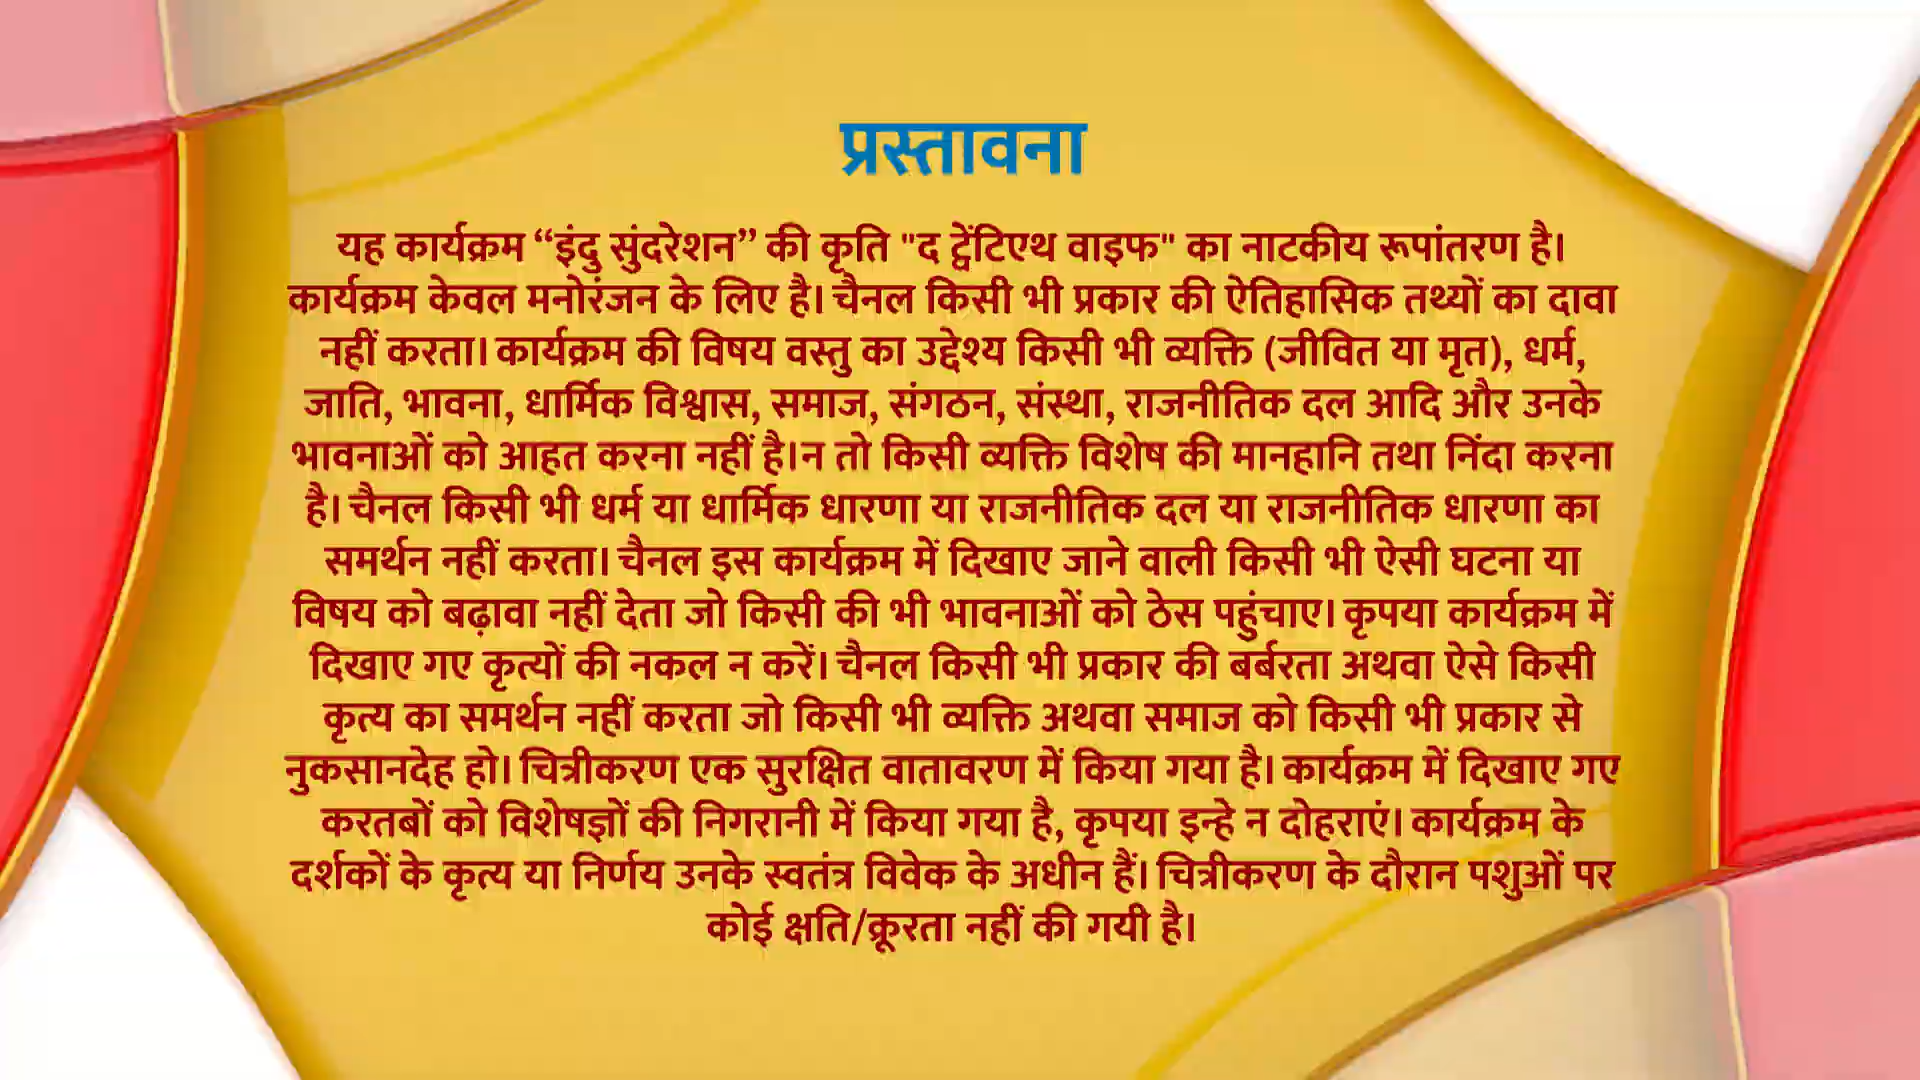 प्रस्तावना
यह कार्यक्रम “इंदु सुंदरेशन” की कृति "द ट्वेंटिएथ वाइफ" का नाटकीय रूपांतरण है।
कार्यक्रम केवल मनोरंजन के लिए है। चैनल किसी भी प्रकार की ऐतिहासिक तथ्यों का दावा
नहीं करता। कार्यक्रम की विषय वस्तु का उद्देश्य किसी भी व्यक्ति (जीवित या मृत), धर्म,
जाति, भावना, धार्मिक विश्वास, समाज, संगठन, संस्था, राजनीतिक दल आदि और उनके
भावनाओं को आहत करना नहीं है।न तो किसी व्यक्ति विशेष की मानहानि तथा निंदा करना
है। चैनल किसी भी धर्म या धार्मिक धारणा या राजनीतिक दल या राजनीतिक धारणा का
समर्थन नहीं करता। चैनल इस कार्यक्रम में दिखाए जाने वाली किसी भी ऐसी घटना या
विषय को बढ़ावा नहीं देता जो किसी की भी भावनाओं को ठेस पहुंचाए। कृपया कार्यक्रम में
दिखाए गए कृत्यों की नकल न करें। चैनल किसी भी प्रकार की बर्बरता अथवा ऐसे किसी
कृत्य का समर्थन नहीं करता जो किसी भी व्यक्ति अथवा समाज को किसी भी प्रकार से
नुकसानदेह हो। चित्रीकरण एक सुरक्षित वातावरण में किया गया है। कार्यक्रम में दिखाए गए
करतबों को विशेषज्ञों की निगरानी में किया गया है, कृपया इन्हे न दोहराएं। कार्यक्रम के
दर्शकों के कृत्य या निर्णय उनके स्वतंत्र विवेक के अधीन हैं। चित्रीकरण के दौरान पशुओं पर
कोई क्षति/क्रूरता नहीं की गयी है।